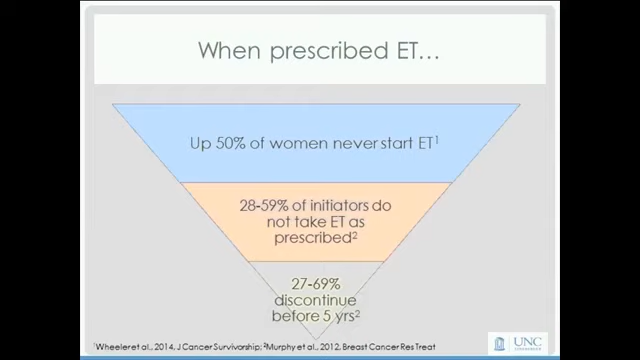 When prescribed ET…
Up 50% of women never start ET¹
28-59% of initiators do
not take ET as
prescribed²
27-69%
discontinue
before 5 yrs²
¹Wheeler et al., 2014, J Cancer Survivorship; ²Murphy et al., 2012, Breast Cancer Res Treat
UNC